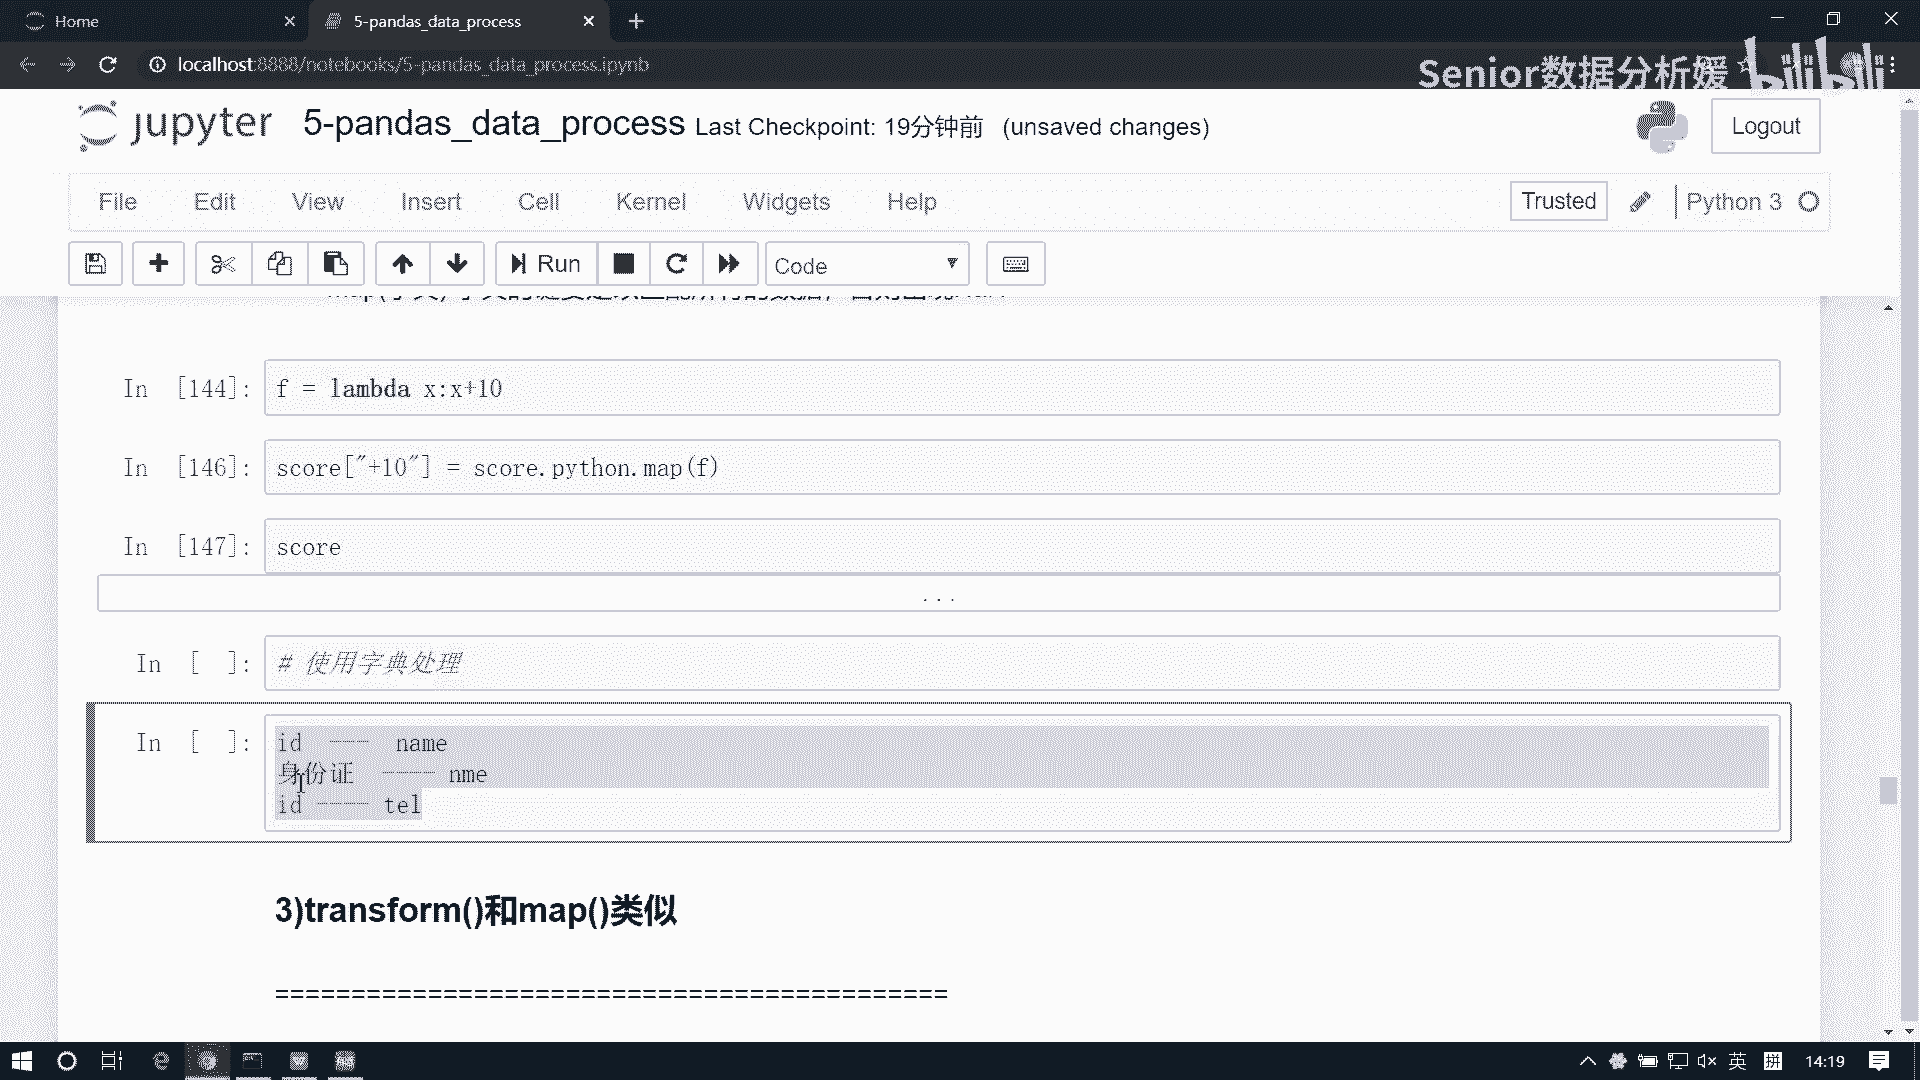 Home
5-pandas_data_process
localhost:8888/notebooks/5-pandas_data_process.ipynb
Senior数据分析媛 bilibili
jupyter 5-pandas_data_process Last Checkpoint: 19分钟前 (unsaved changes)
Logout
File Edit View Insert Cell Kernel Widgets Help
Trusted
Python 3
Run
Code
In [144]: f = lambda x:x+10
In [146]: score["+10"] = score.python.map(f)
In [147]: score
...
In [ ]: # 使用字典处理
In [ ]: id --- name
身份证 ---- nme
id ---- tel
3)transform()和map()类似
============================================
英 拼 14:19